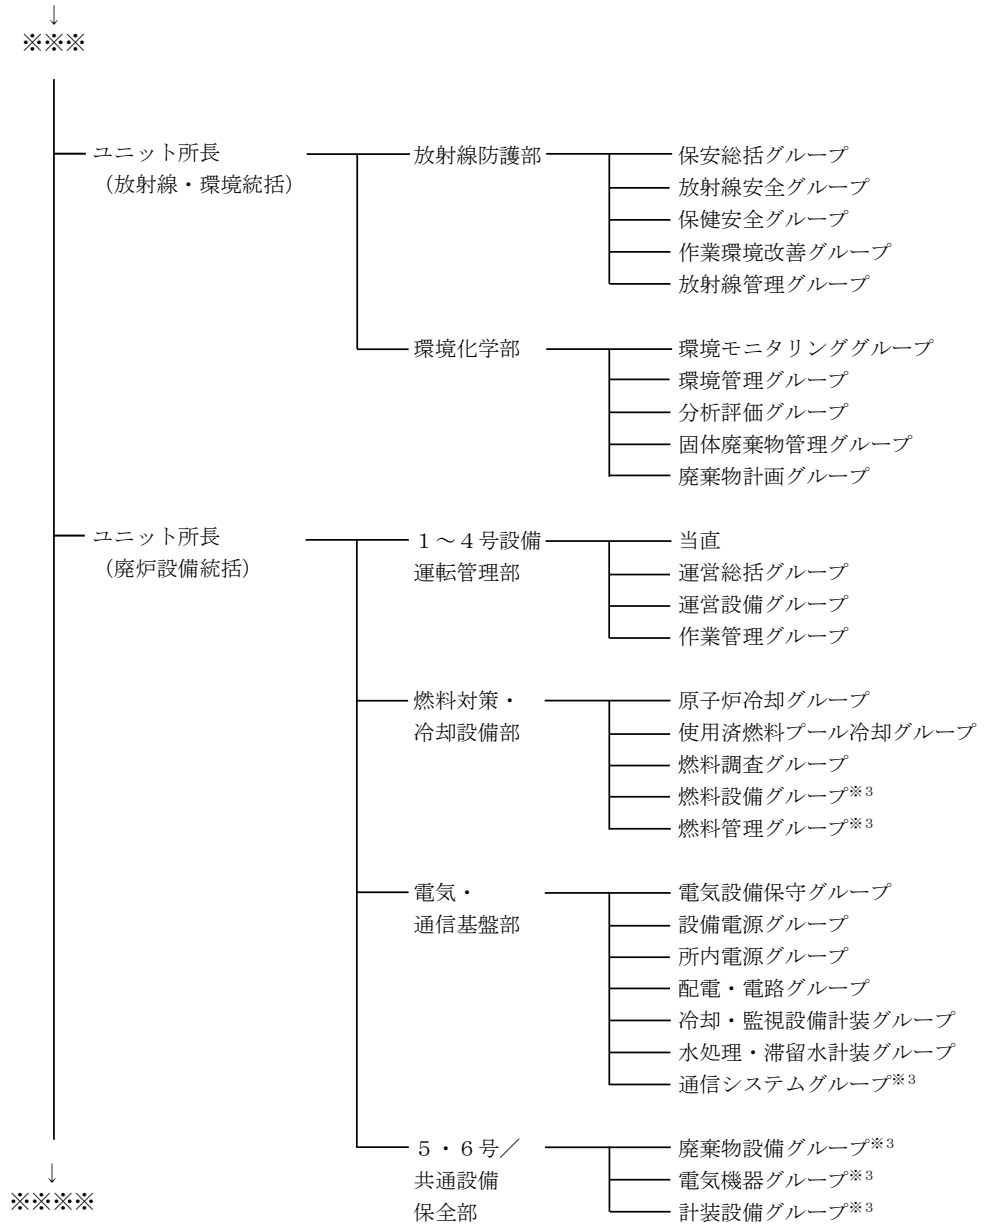 ↓
※※※
ユニット所長
（放射線・環境統括）
放射線防護部
保安総括グループ
放射線安全グループ
保健安全グループ
作業環境改善グループ
放射線管理グループ
環境化学部
環境モニタリンググループ
環境管理グループ
分析評価グループ
固体廃棄物管理グループ
廃棄物計画グループ
ユニット所長
（廃炉設備統括）
１～４号設備
運転管理部
当直
運営総括グループ
運営設備グループ
作業管理グループ
燃料対策・
冷却設備部
原子炉冷却グループ
使用済燃料プール冷却グループ
燃料調査グループ
燃料設備グループ※3
燃料管理グループ※3
電気・
通信基盤部
電気設備保守グループ
設備電源グループ
所内電源グループ
配電・電路グループ
冷却・監視設備計装グループ
水処理・滞留水計装グループ
通信システムグループ※3
５・６号／
共通設備
保全部
廃棄物設備グループ※3
電気機器グループ※3
計装設備グループ※3
↓
※※※※